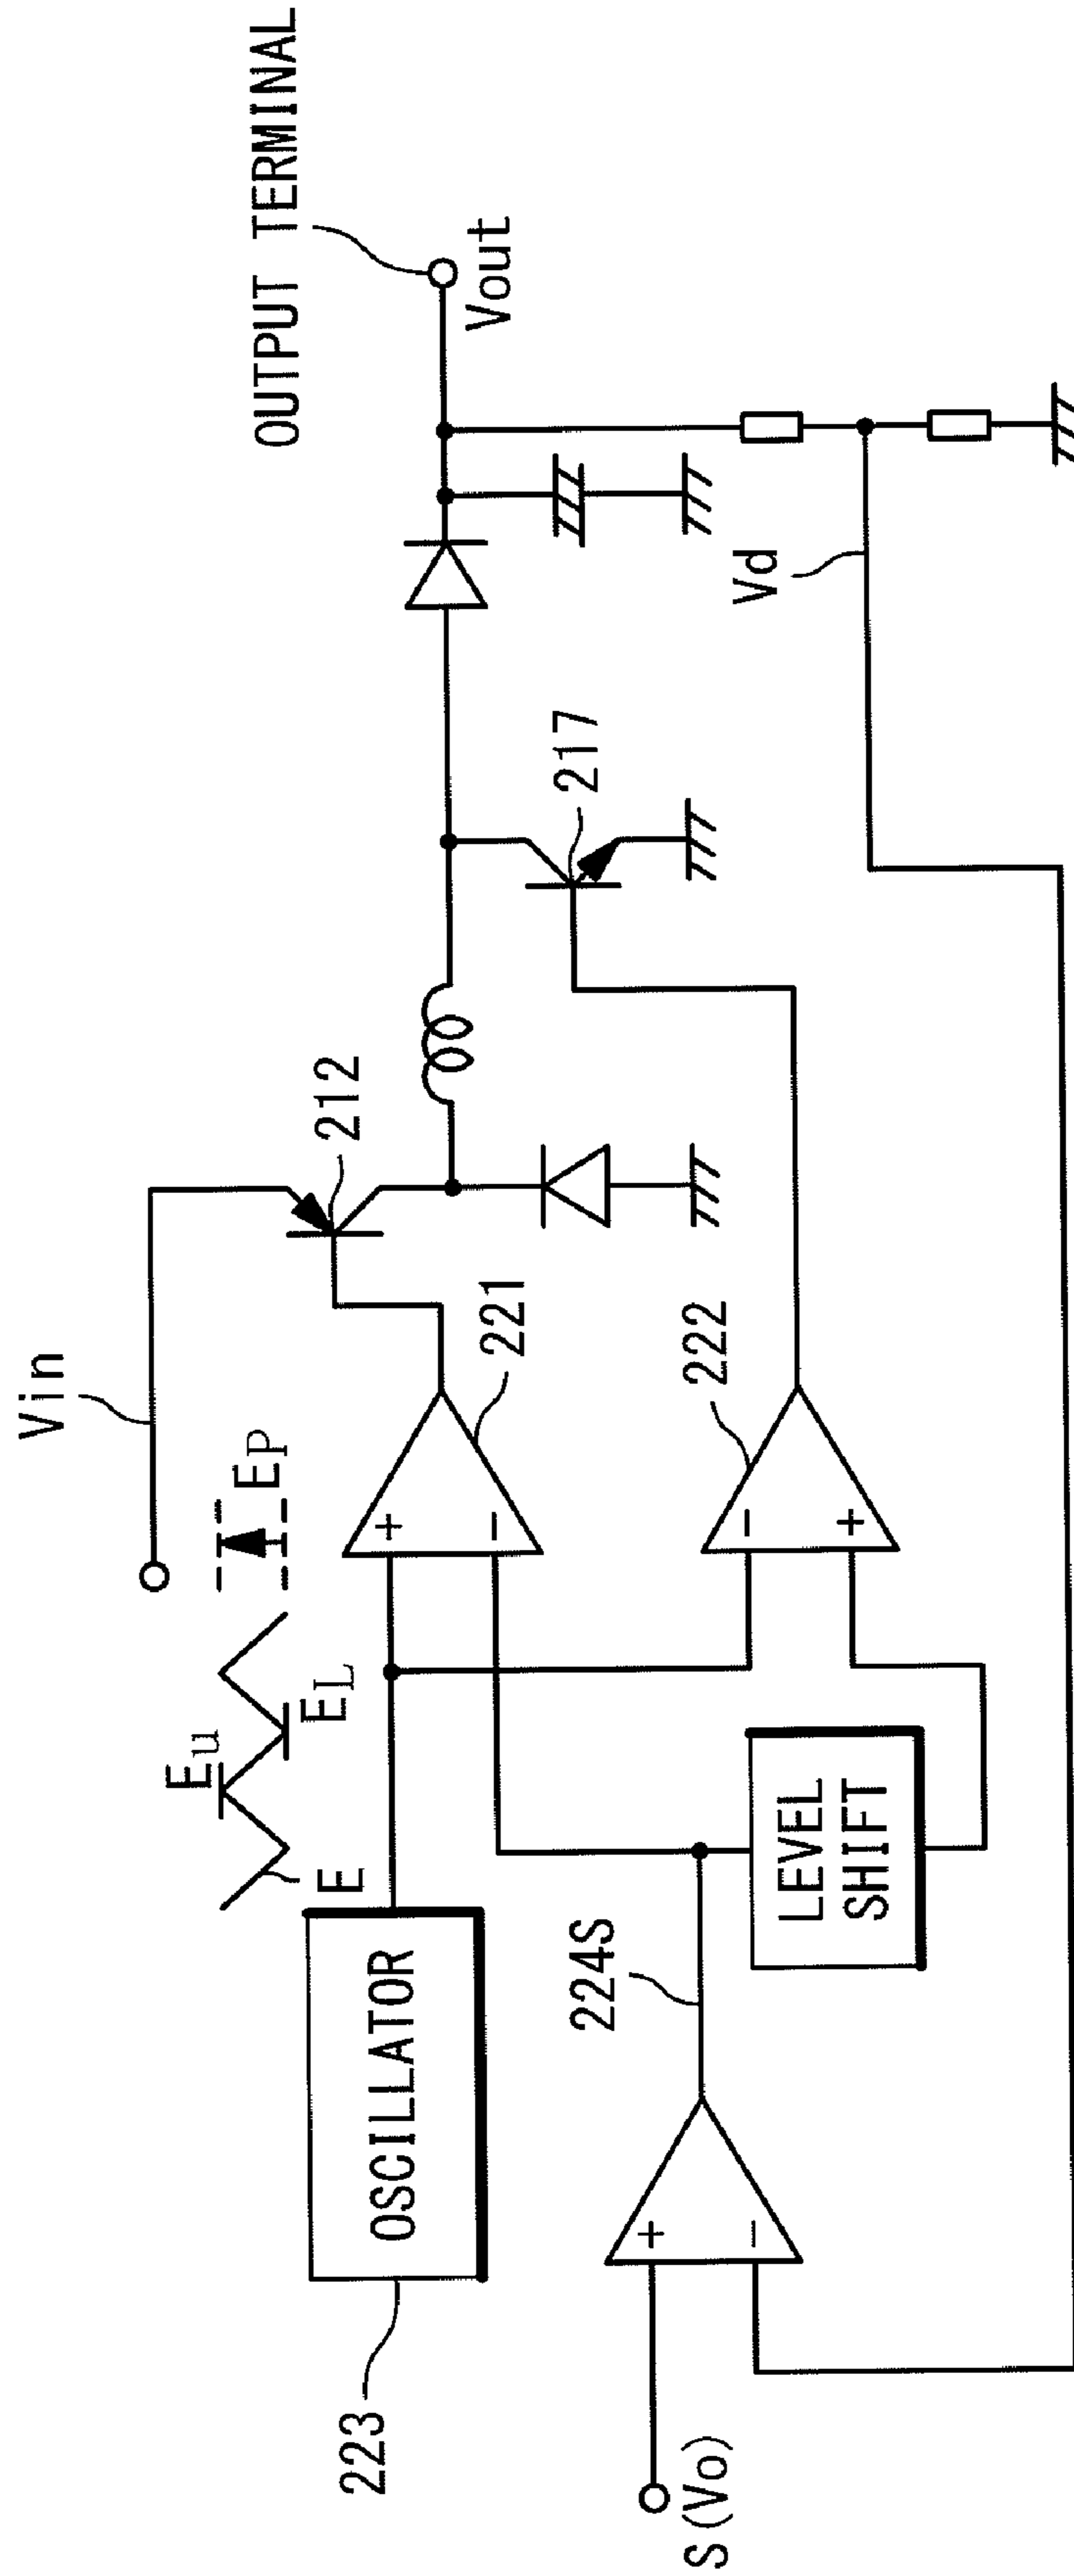 OUTPUT TERMINAL
Vin
Vout
EU
EL
EP
E
212
217
221
222
+
-
-
+
OSCILLATOR
223
224S
LEVEL
SHIFT
Vd
+
-
S(Vo)